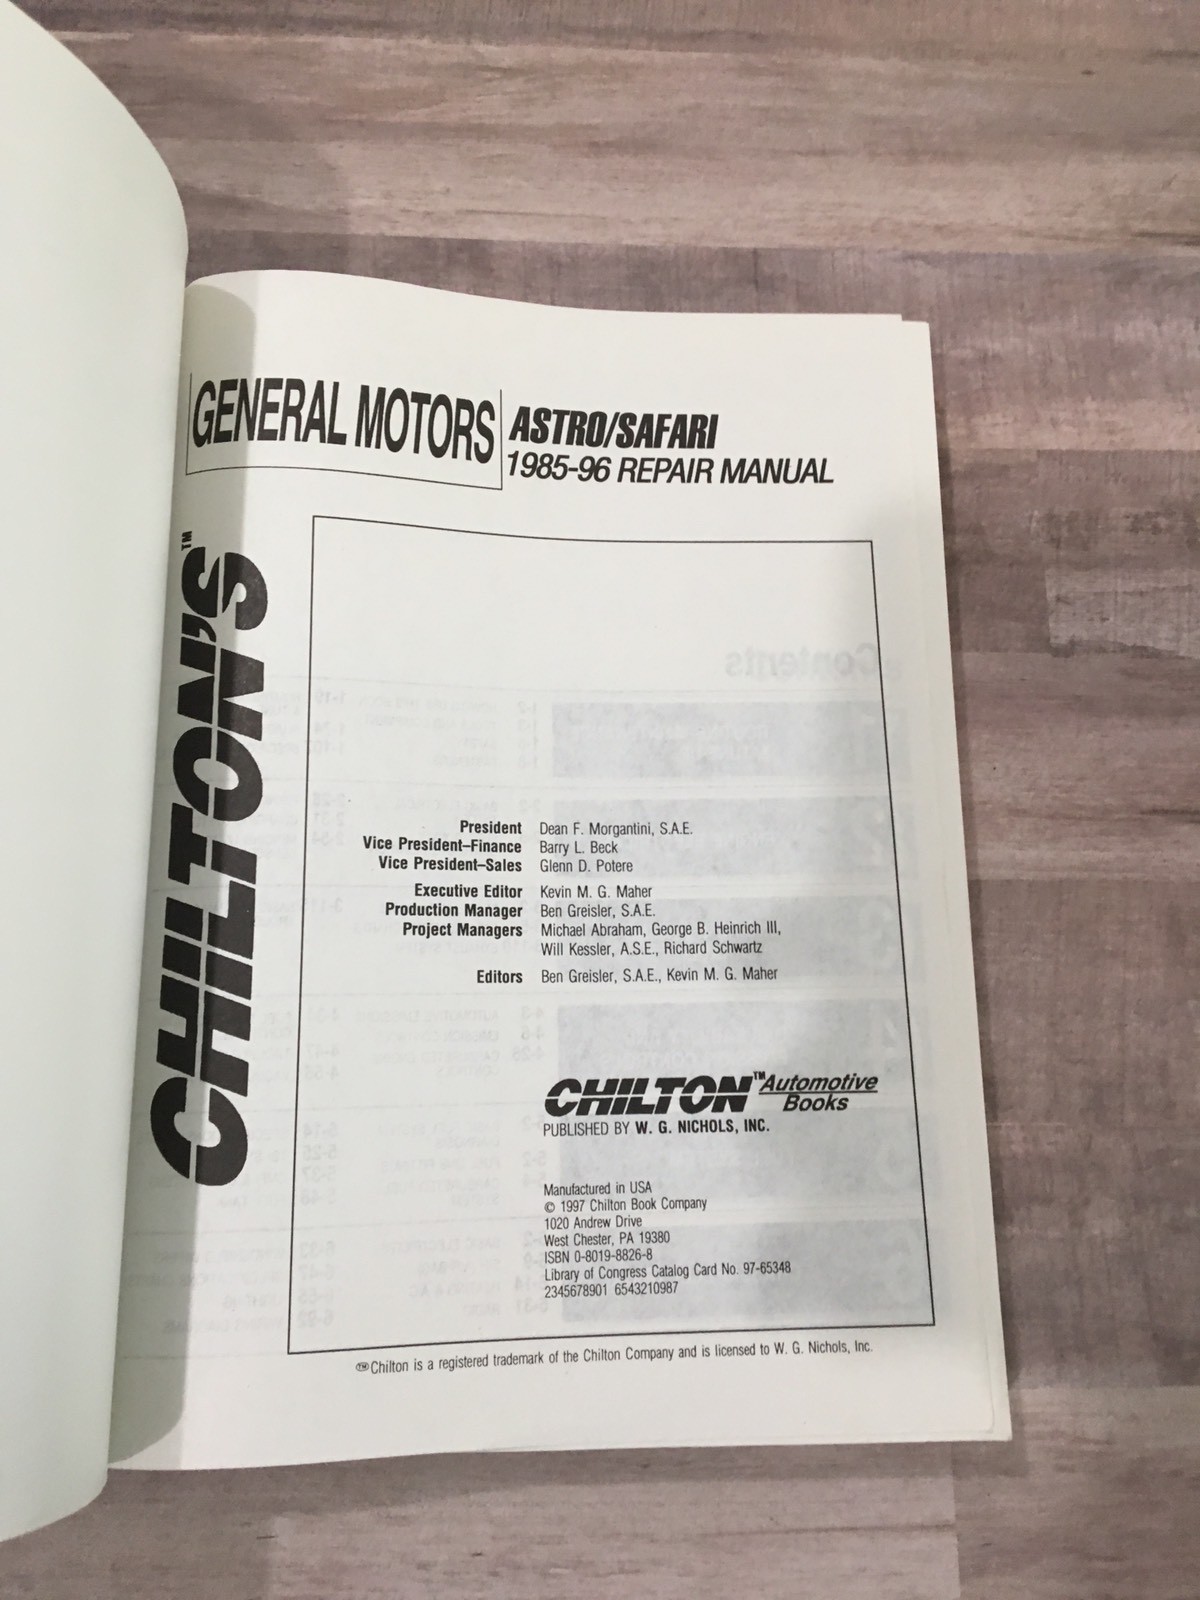 GENERAL MOTORS
ASTRO/SAFARI
1985-96 REPAIR MANUAL
CHILTON'S™
President Dean F. Morgantini, S.A.E.
Vice President–Finance Barry L. Beck
Vice President–Sales Glenn D. Potere
Executive Editor Kevin M. G. Maher
Production Manager Ben Greisler, S.A.E.
Project Managers Michael Abraham, George B. Heinrich III,
Will Kessler, A.S.E., Richard Schwartz
Editors Ben Greisler, S.A.E., Kevin M. G. Maher
CHILTON™ Automotive
Books
PUBLISHED BY W. G. NICHOLS, INC.
Manufactured in USA
© 1997 Chilton Book Company
1020 Andrew Drive
West Chester, PA 19380
ISBN 0-8019-8826-8
Library of Congress Catalog Card No. 97-65348
2345678901 6543210987
™Chilton is a registered trademark of the Chilton Company and is licensed to W. G. Nichols, Inc.
Contents